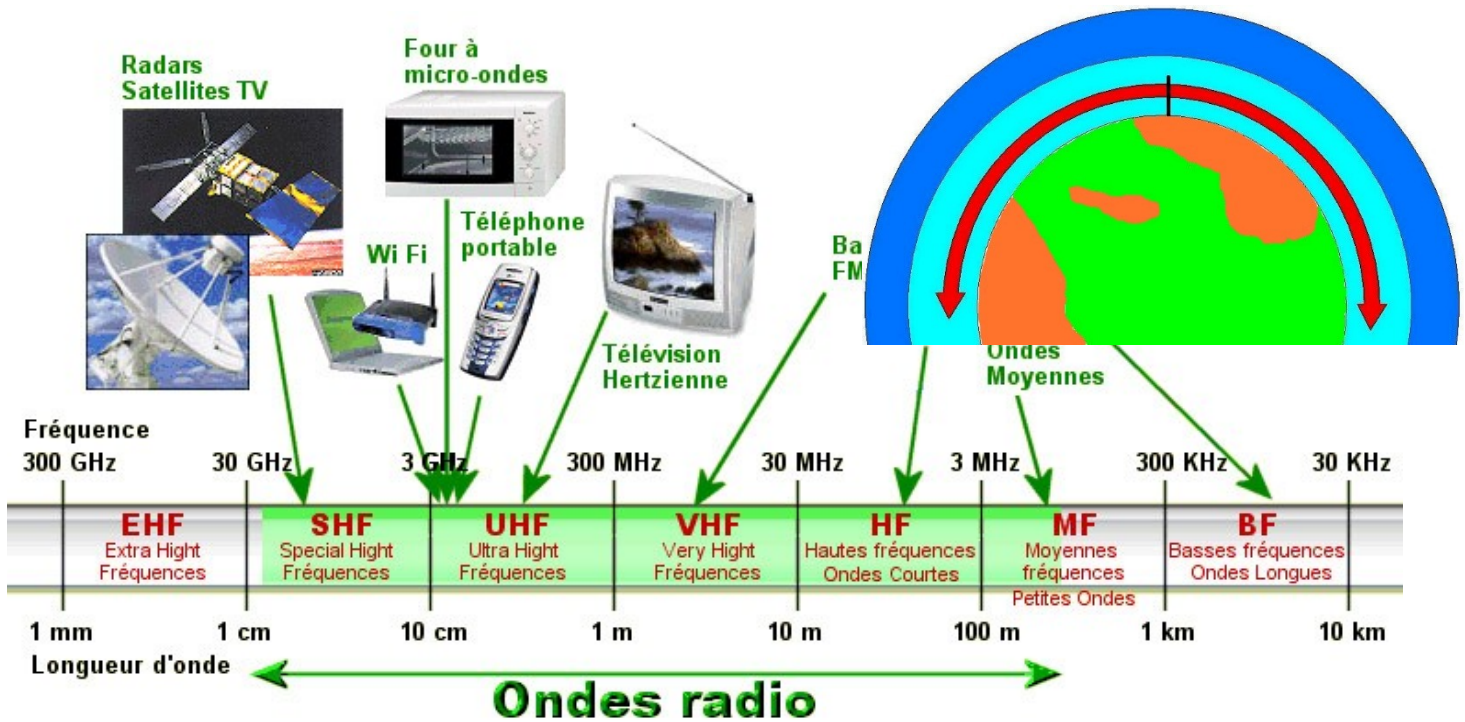 Radars
Satellites TV
Four à
micro-ondes
Wi Fi
Téléphone
portable
Télévision
Hertzienne
FM
Ondes
Moyennes
Fréquence
300 GHz 30 GHz 3 GHz 300 MHz 30 MHz 3 MHz 300 KHz 30 KHz
EHF SHF UHF VHF HF MF BF
Extra Hight Special Hight Ultra Hight Very Hight Hautes fréquences Moyennes Basses fréquences
Fréquences Fréquences Fréquences Fréquences Ondes Courtes fréquences Ondes Longues
Petites Ondes
1 mm 1 cm 10 cm 1 m 10 m 100 m 1 km 10 km
Longueur d'onde
Ondes radio